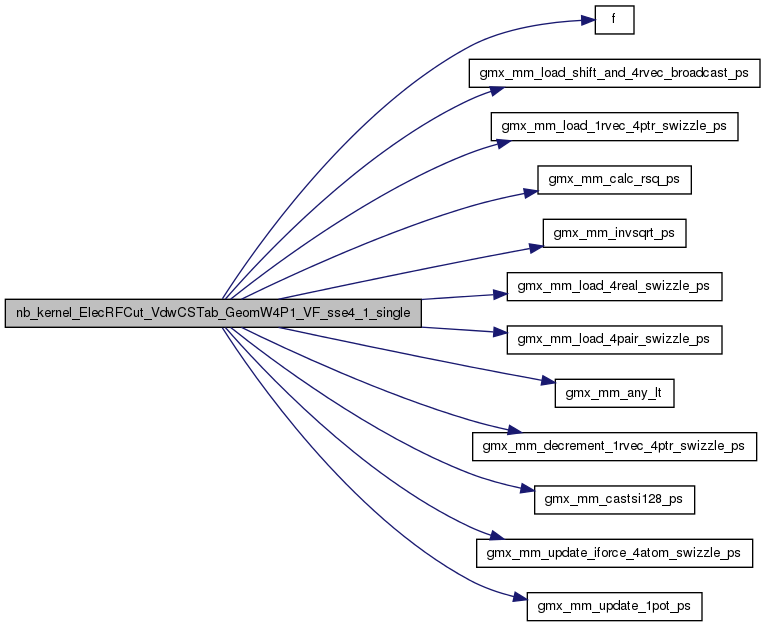 f
gmx_mm_load_shift_and_4rvec_broadcast_ps
gmx_mm_load_1rvec_4ptr_swizzle_ps
gmx_mm_calc_rsq_ps
gmx_mm_invsqrt_ps
gmx_mm_load_4real_swizzle_ps
nb_kernel_ElecRFCut_VdwCSTab_GeomW4P1_VF_sse4_1_single
gmx_mm_load_4pair_swizzle_ps
gmx_mm_any_lt
gmx_mm_decrement_1rvec_4ptr_swizzle_ps
gmx_mm_castsi128_ps
gmx_mm_update_iforce_4atom_swizzle_ps
gmx_mm_update_1pot_ps